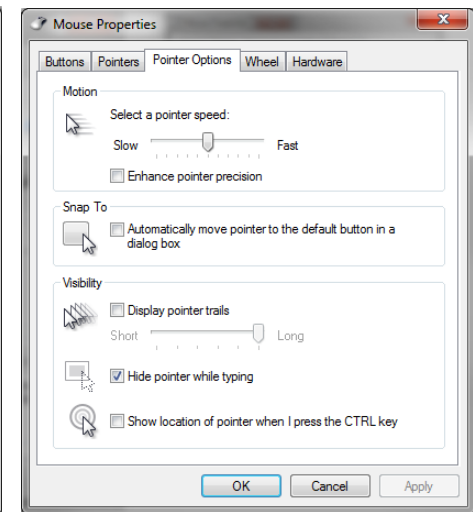 Mouse Properties
Buttons Pointers Pointer Options Wheel Hardware
Motion
Select a pointer speed:
Slow Fast
Enhance pointer precision
Snap To
Automatically move pointer to the default button in a
dialog box
Visibility
Display pointer trails
Short Long
Hide pointer while typing
Show location of pointer when I press the CTRL key
OK Cancel Apply